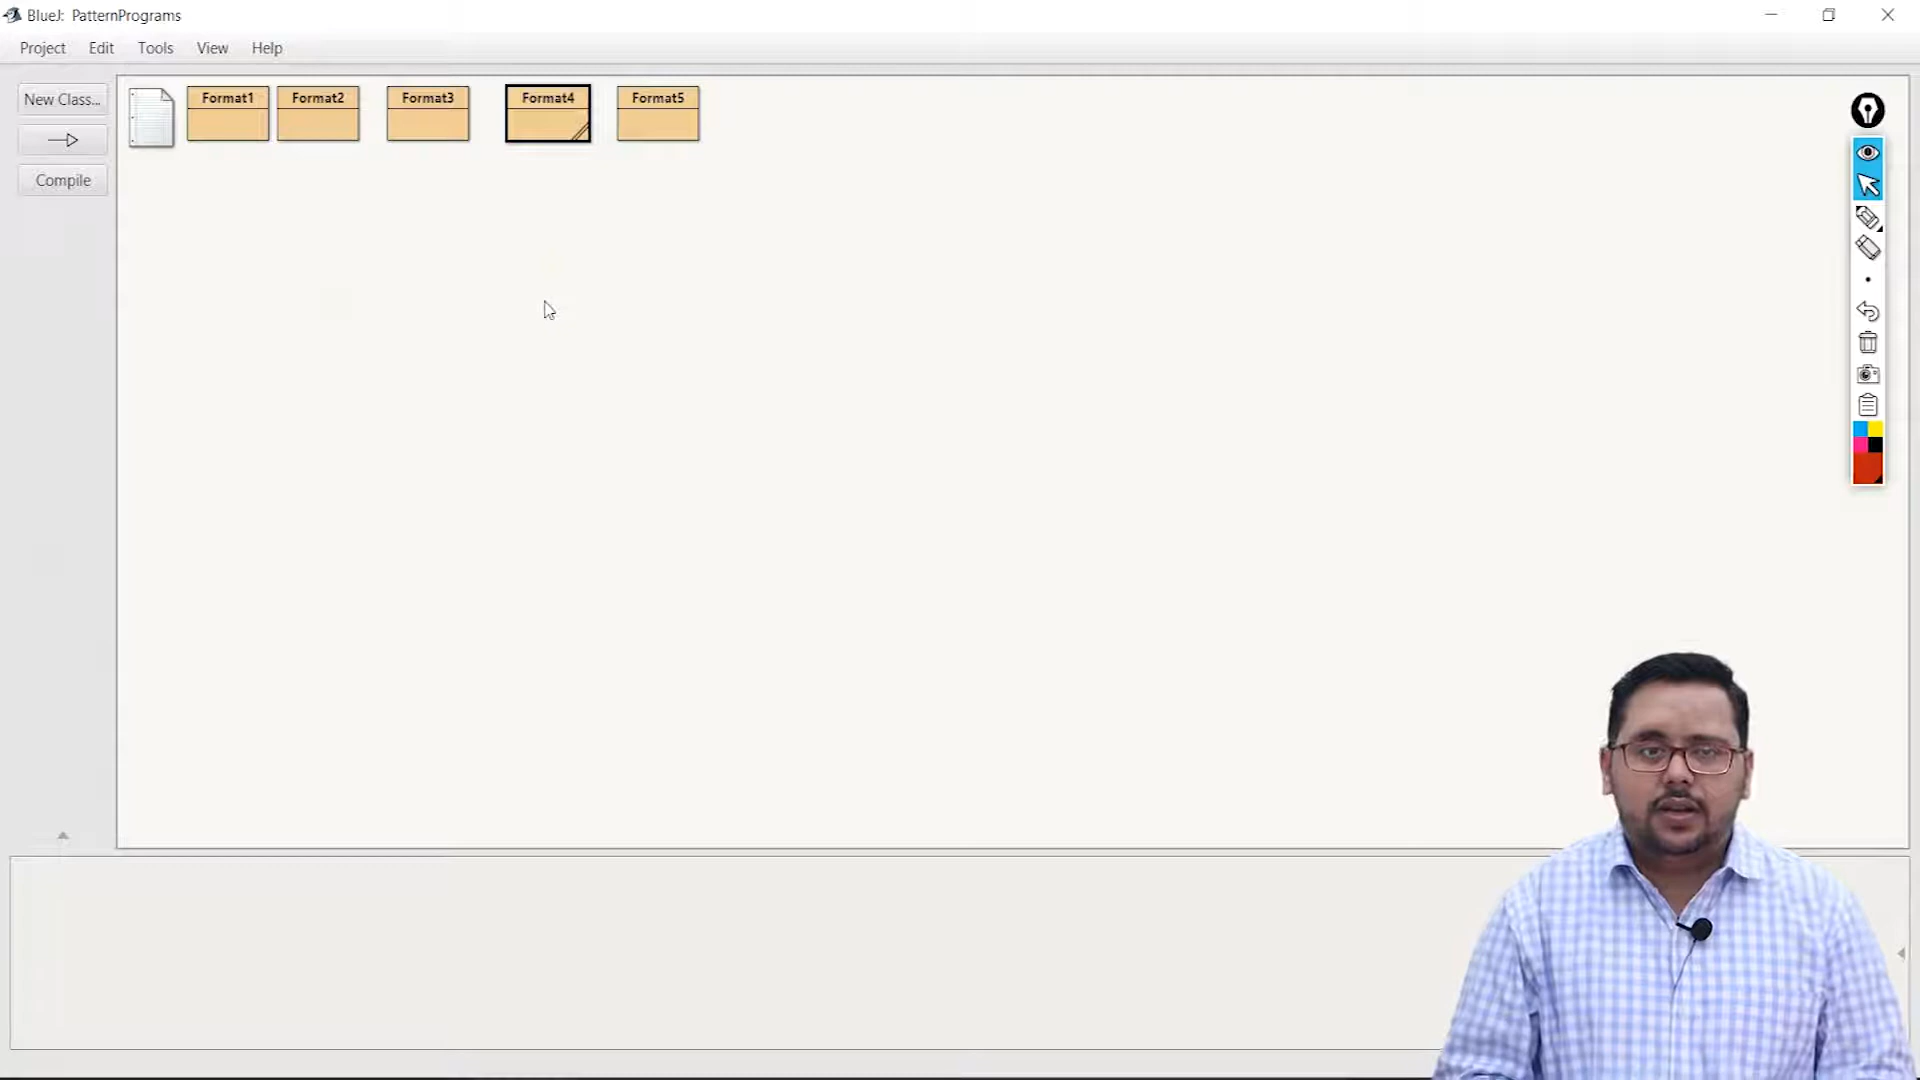 BlueJ: PatternPrograms
Project Edit Tools View Help
New Class...
Compile
Format1 Format2 Format3 Format4 Format5